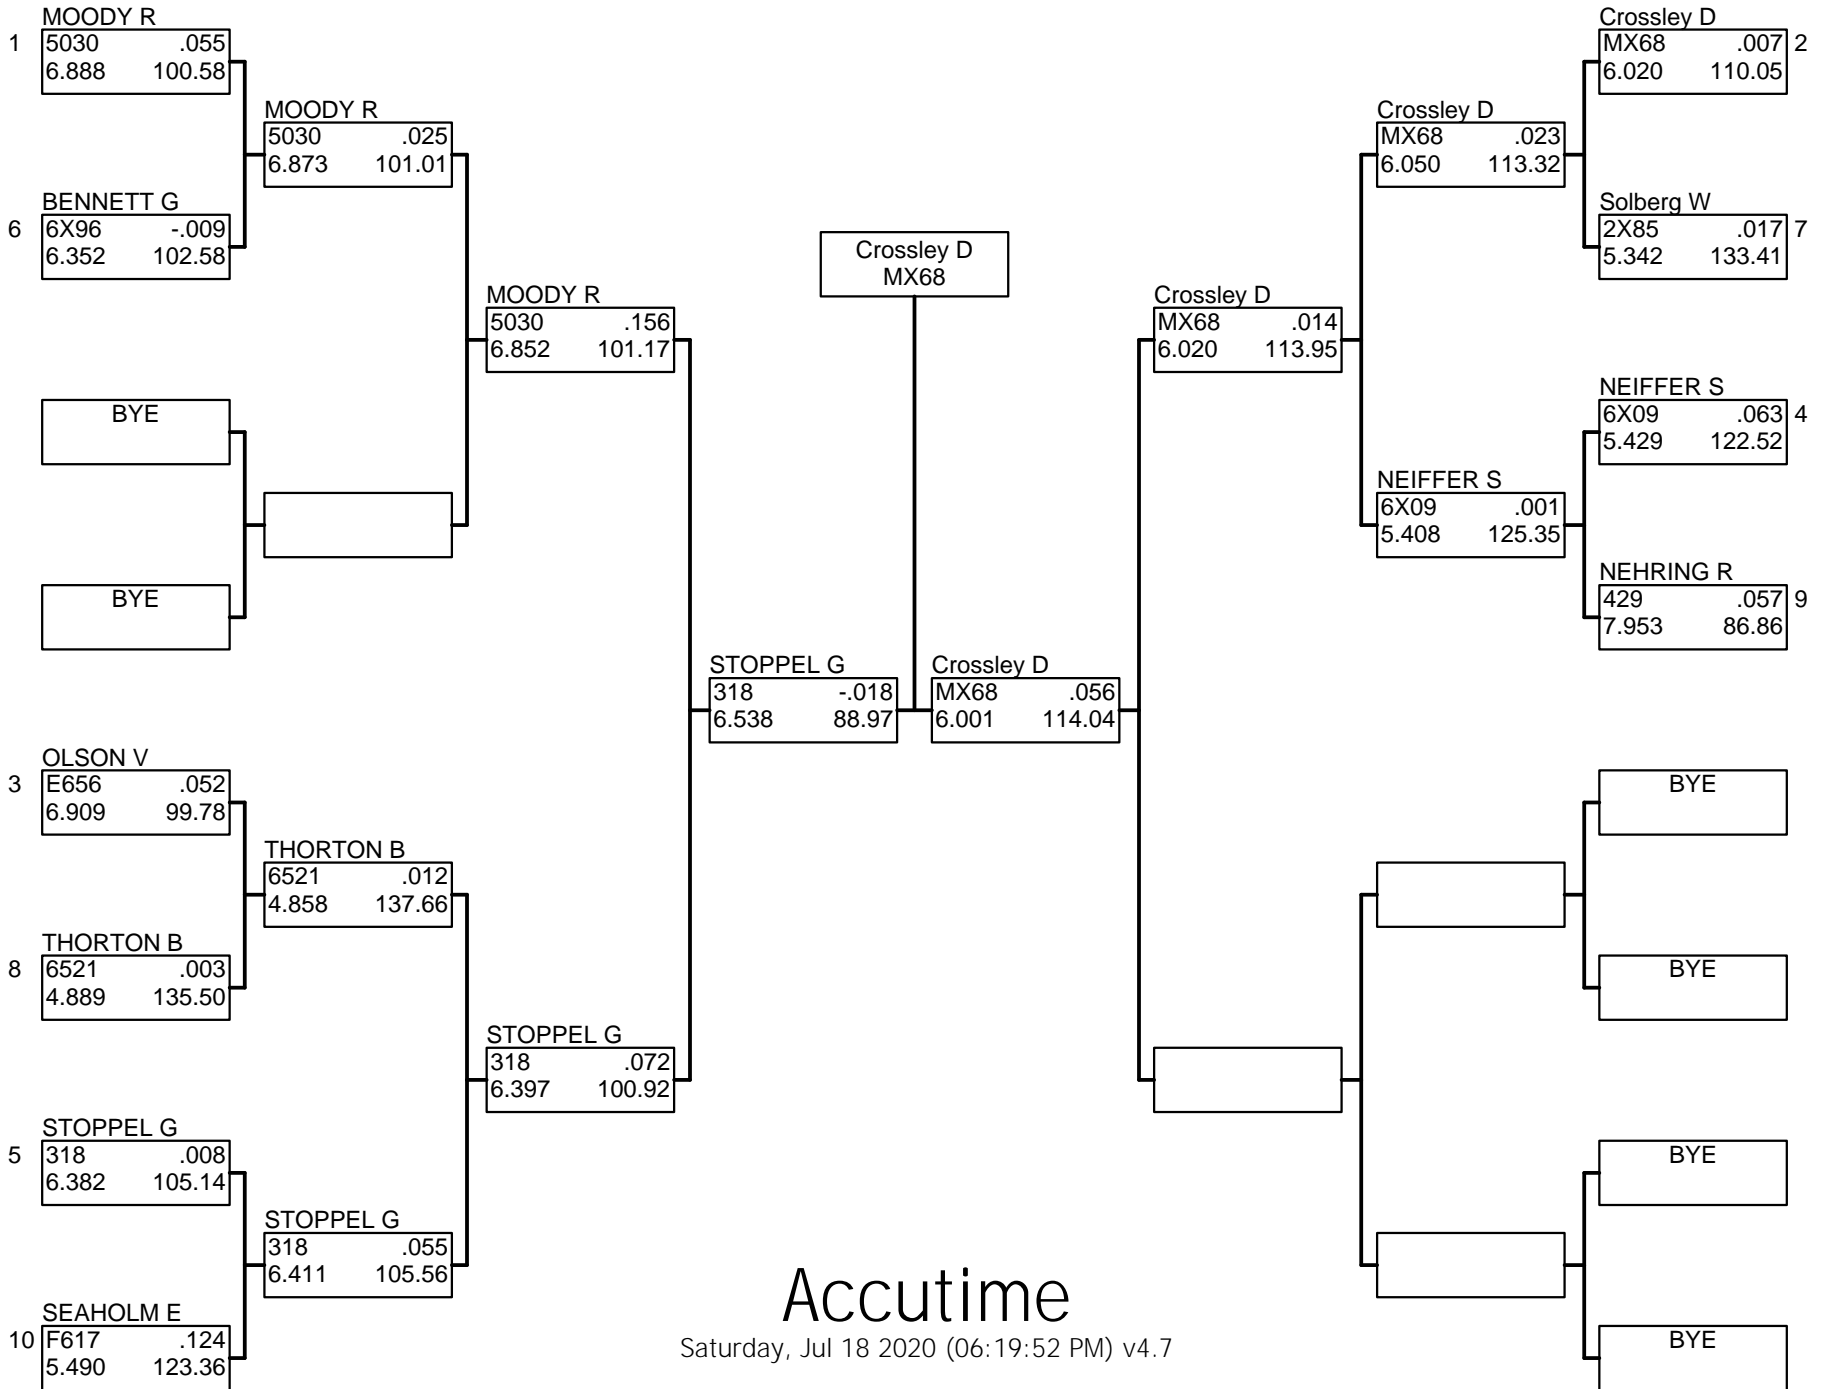 MOODY R
1 5030 .055
6.888 100.58
BENNETT G
6 6X96 -.009
6.352 102.58
BYE
BYE
OLSON V
3 E656 .052
6.909 99.78
THORTON B
8 6521 .003
4.889 135.50
STOPPEL G
5 318 .008
6.382 105.14
SEAHOLM E
10 F617 .124
5.490 123.36
MOODY R
5030 .025
6.873 101.01
THORTON B
6521 .012
4.858 137.66
STOPPEL G
318 .055
6.411 105.56
MOODY R
5030 .156
6.852 101.17
STOPPEL G
318 .072
6.397 100.92
STOPPEL G
318 -.018
6.538 88.97
Crossley D
MX68
Crossley D
MX68 .056
6.001 114.04
Crossley D
MX68 .014
6.020 113.95
Crossley D
MX68 .023
6.050 113.32
NEIFFER S
6X09 .001
5.408 125.35
Crossley D
MX68 .007 2
6.020 110.05
Solberg W
2X85 .017 7
5.342 133.41
NEIFFER S
6X09 .063 4
5.429 122.52
NEHRING R
429 .057 9
7.953 86.86
BYE
BYE
BYE
BYE
Accutime
Saturday, Jul 18 2020 (06:19:52 PM) v4.7